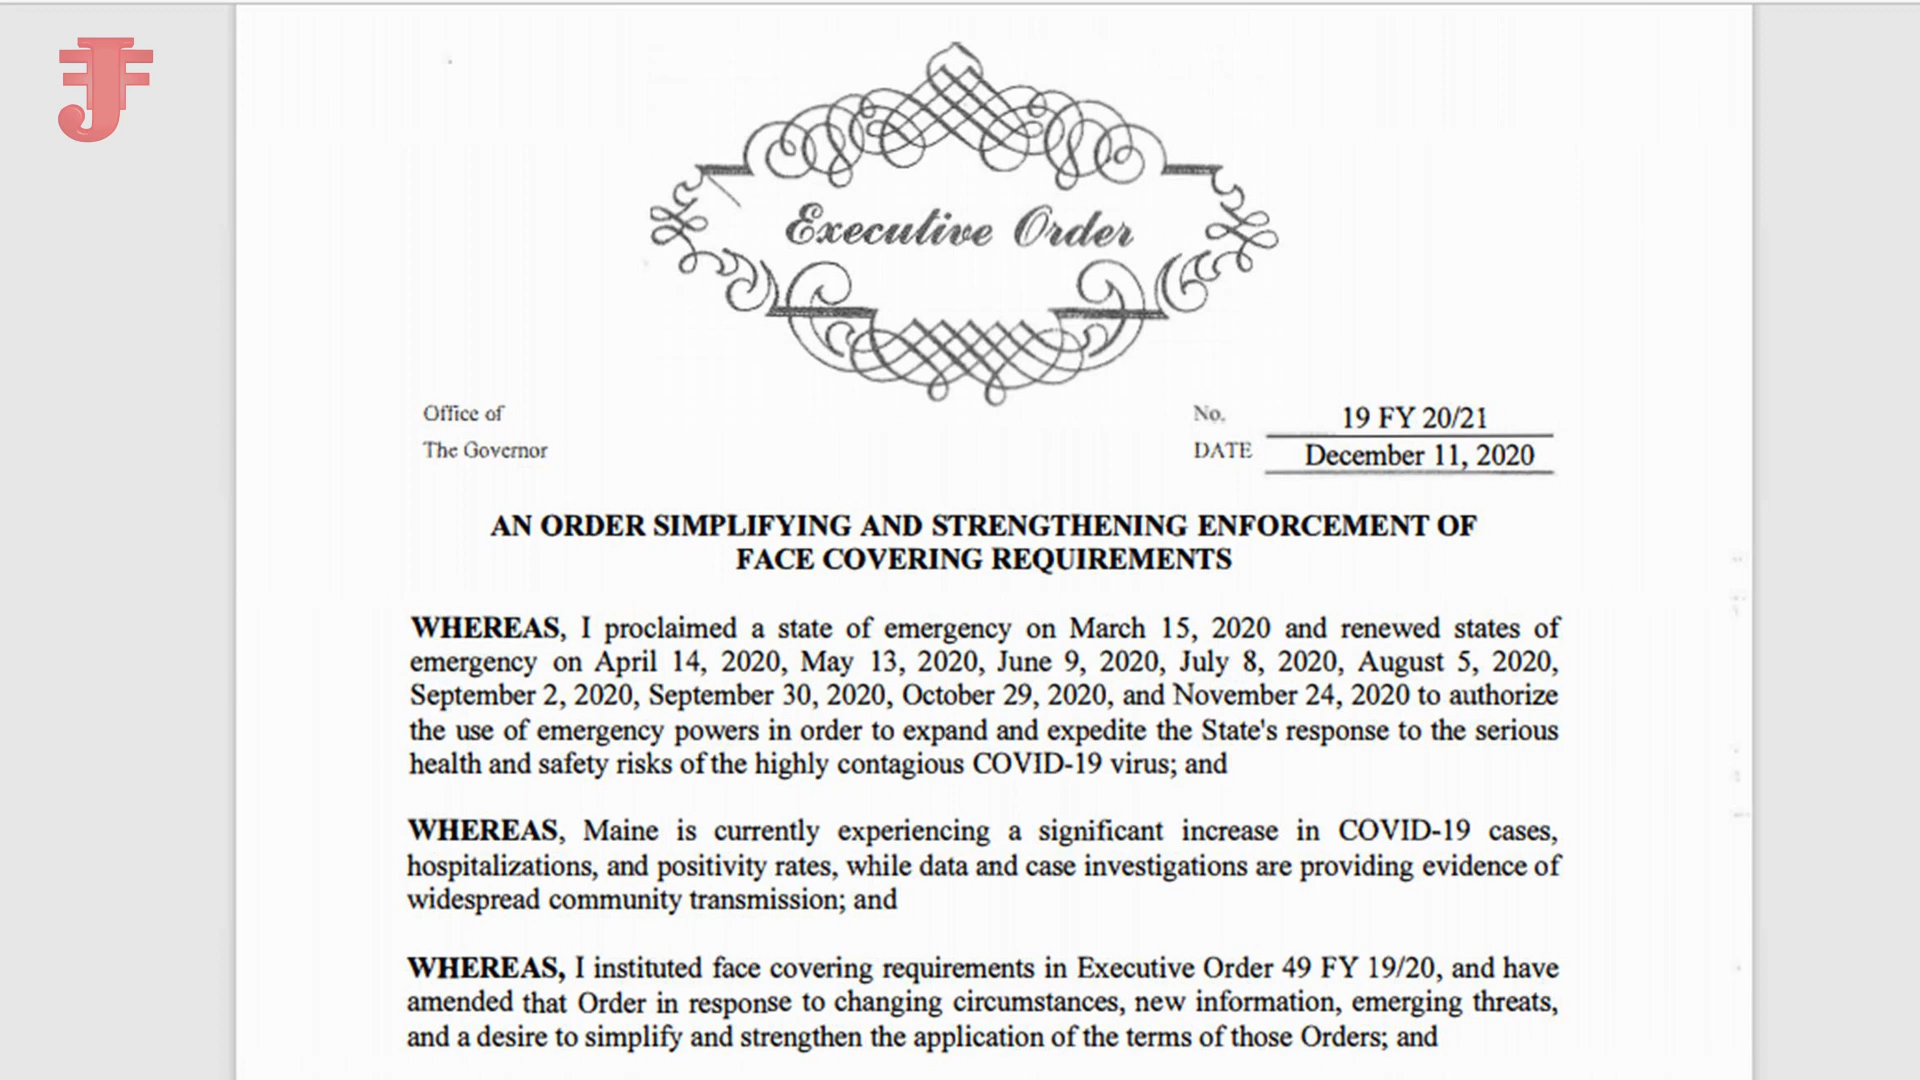 Executive Order
Office of
The Governor
No. 19 FY 20/21
DATE December 11, 2020
AN ORDER SIMPLIFYING AND STRENGTHENING ENFORCEMENT OF
FACE COVERING REQUIREMENTS
WHEREAS, I proclaimed a state of emergency on March 15, 2020 and renewed states of
emergency on April 14, 2020, May 13, 2020, June 9, 2020, July 8, 2020, August 5, 2020,
September 2, 2020, September 30, 2020, October 29, 2020, and November 24, 2020 to authorize
the use of emergency powers in order to expand and expedite the State's response to the serious
health and safety risks of the highly contagious COVID-19 virus; and
WHEREAS, Maine is currently experiencing a significant increase in COVID-19 cases,
hospitalizations, and positivity rates, while data and case investigations are providing evidence of
widespread community transmission; and
WHEREAS, I instituted face covering requirements in Executive Order 49 FY 19/20, and have
amended that Order in response to changing circumstances, new information, emerging threats,
and a desire to simplify and strengthen the application of the terms of those Orders; and